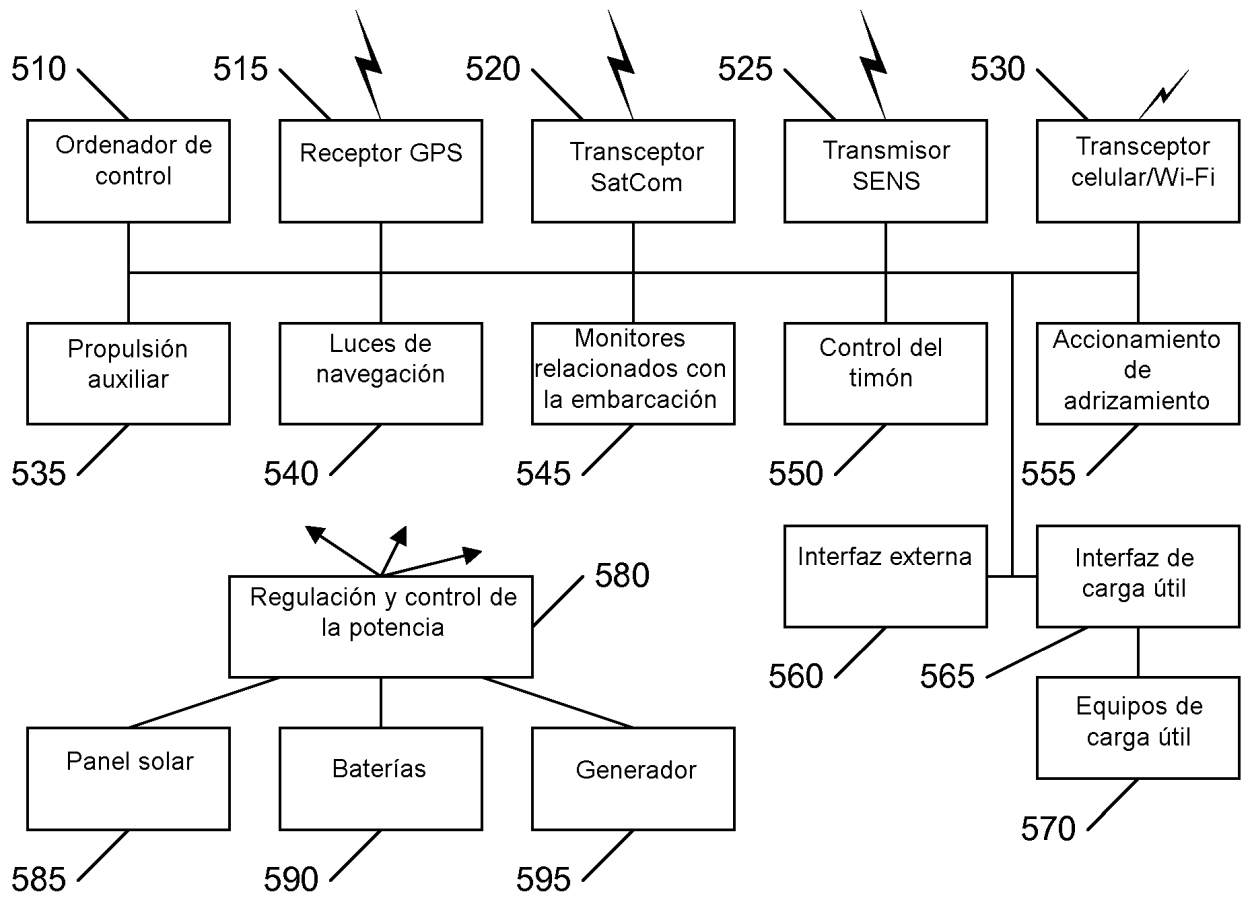 510
515
520
525
530
Ordenador de
control
Receptor GPS
Transceptor
SatCom
Transmisor
SENS
Transceptor
celular/Wi-Fi
Propulsión
auxiliar
Luces de
navegación
Monitores
relacionados con
la embarcación
Control del
timón
Accionamiento
de
adrizamiento
535
540
545
550
555
Regulación y control de
la potencia
580
Interfaz externa
Interfaz de
carga útil
560
565
Panel solar
Baterías
Generador
Equipos de
carga útil
585
590
595
570